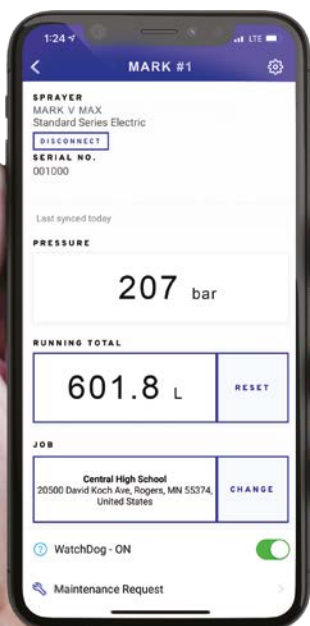 1:24 LTE
MARK #1
SPRAYER
MARK V MAX
Standard Series Electric
DISCONNECT
SERIAL NO.
001000
Last synced today
PRESSURE
207 bar
RUNNING TOTAL
601.8 L RESET
JOB
Central High School
20500 David Koch Ave, Rogers, MN 55374,
United States
CHANGE
WatchDog - ON
Maintenance Request